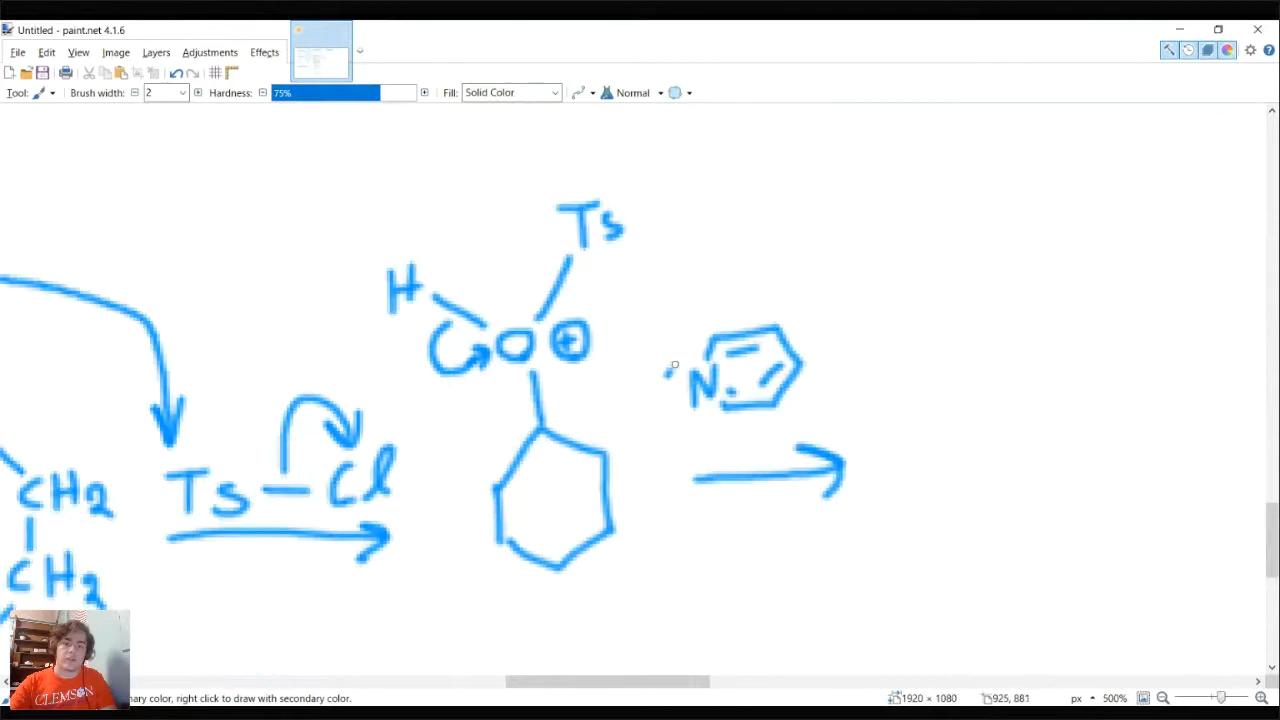 Untitled - paint.net 4.1.6
File Edit View Image Layers Adjustments Effects
Tool: Brush width: 2 Hardness: 75% Fill: Solid Color Normal
Ts
H
O +
N
Ts - Cl
CH2
CH2
CLEMSON
ary color, right click to draw with secondary color.
1920 × 1080
925, 881
px
500%